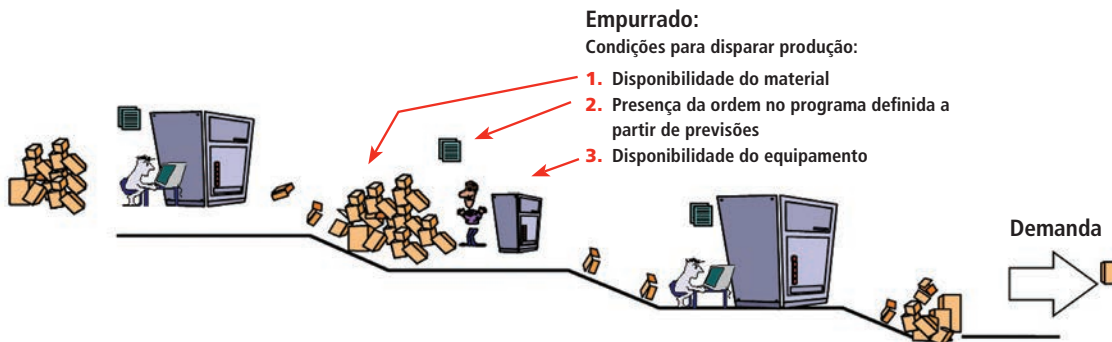 Empurrado:
Condições para disparar produção:
1. Disponibilidade do material
2. Presença da ordem no programa definida a
partir de previsões
3. Disponibilidade do equipamento
Demanda